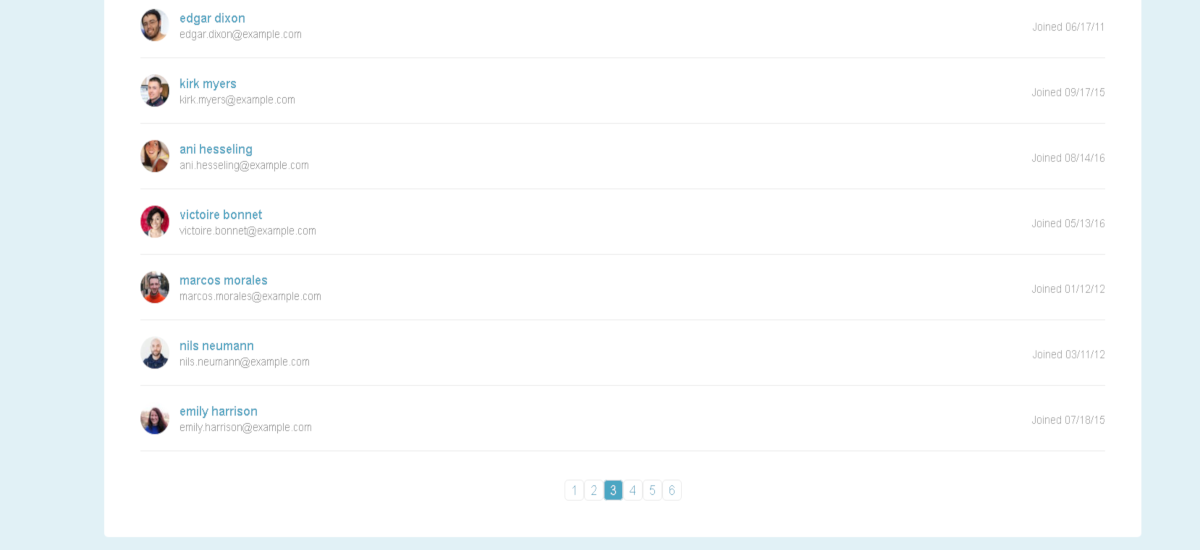 edgar dixon
edgar.dixon@example.com
Joined 06/17/11
kirk myers
kirk.myers@example.com
Joined 09/17/15
ani hesseling
ani.hesseling@example.com
Joined 08/14/16
victoire bonnet
victoire.bonnet@example.com
Joined 05/13/16
marcos morales
marcos.morales@example.com
Joined 01/12/12
nils neumann
nils.neumann@example.com
Joined 03/11/12
emily harrison
emily.harrison@example.com
Joined 07/18/15
1 2 3 4 5 6